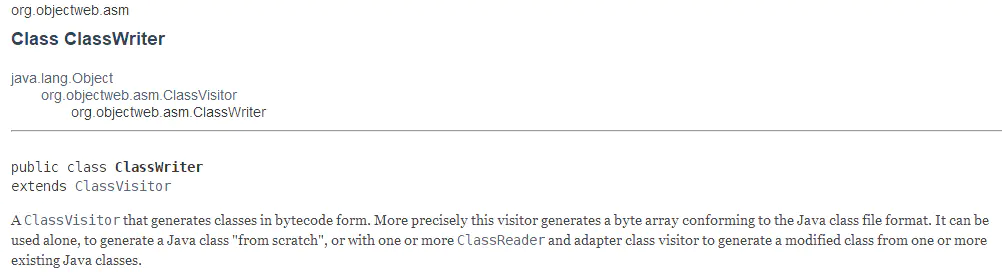 org.objectweb.asm
Class ClassWriter
java.lang.Object
org.objectweb.asm.ClassVisitor
org.objectweb.asm.ClassWriter
public class ClassWriter
extends ClassVisitor
A ClassVisitor that generates classes in bytecode form. More precisely this visitor generates a byte array conforming to the Java class file format. It can be
used alone, to generate a Java class "from scratch", or with one or more ClassReader and adapter class visitor to generate a modified class from one or more
existing Java classes.